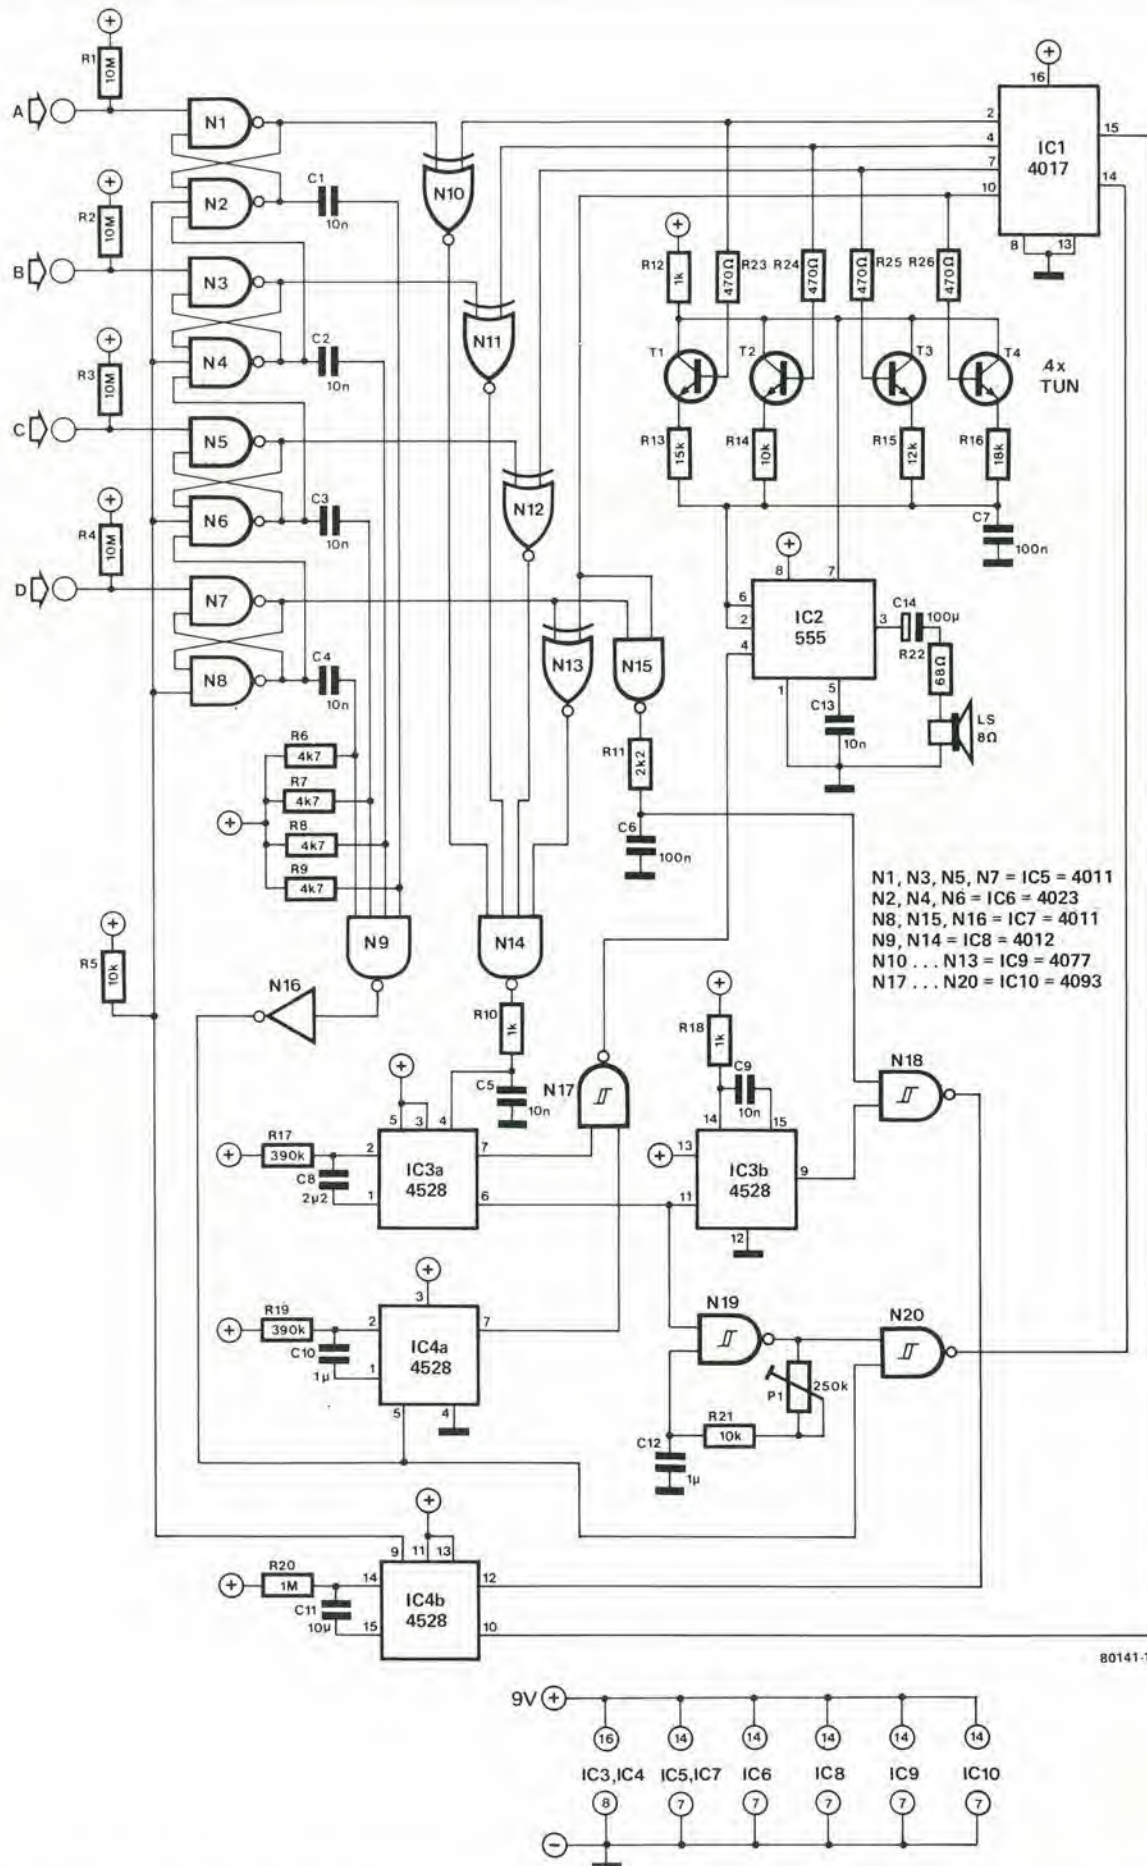 R1
10M
A
N1
N2
C1
10n
R2
10M
B
N3
N4
C2
10n
R3
10M
C
N5
N6
C3
10n
R4
10M
D
N7
N8
C4
10n
N10
N11
N12
N13
N15
16
2
4
7
10
IC1
4017
15
14
8
13
R12
1k
470Ω
R23
R24
470Ω
R25
470Ω
R26
470Ω
T1
T2
T3
T4
4x
TUN
R13
15k
R14
10k
R15
12k
R16
18k
C7
100n
8
7
6
2
4
IC2
555
3
1
5
C14
100µ
R22
68Ω
LS
8Ω
C13
10n
R11
2k2
C6
100n
R6
4k7
R7
4k7
R8
4k7
R9
4k7
N9
N14
R5
10k
N16
R10
1k
C5
10n
N17
N1, N3, N5, N7 = IC5 = 4011
N2, N4, N6 = IC6 = 4023
N8, N15, N16 = IC7 = 4011
N9, N14 = IC8 = 4012
N10 ... N13 = IC9 = 4077
N17 ... N20 = IC10 = 4093
R18
1k
C9
10n
N18
R17
390k
C8
2µ2
5
3
4
2
1
IC3a
4528
7
6
14
15
13
11
IC3b
4528
9
12
R19
390k
C10
1µ
3
2
1
IC4a
4528
7
5
4
N19
N20
P1
250k
R21
10k
C12
1µ
R20
1M
C11
10µ
9
11
13
14
15
IC4b
4528
12
10
80141-1
9V
16
14
14
14
14
14
IC3,IC4
IC5,IC7
IC6
IC8
IC9
IC10
8
7
7
7
7
7